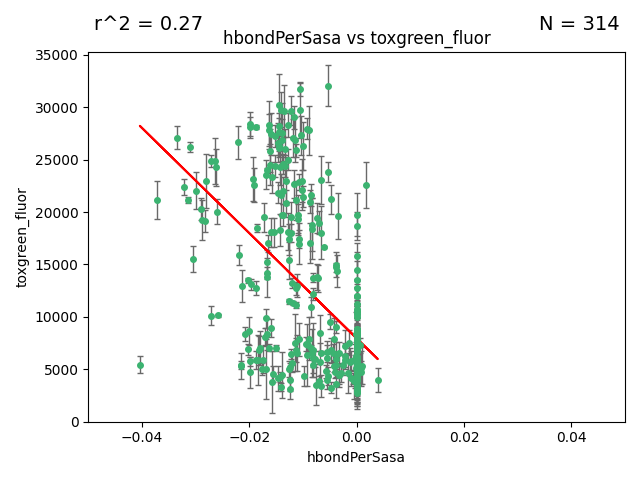 r^2 = 0.27
N = 314
hbondPerSasa vs toxgreen_fluor
35000
30000
25000
20000
15000
10000
5000
0
toxgreen_fluor
−0.04
−0.02
0.00
0.02
0.04
hbondPerSasa